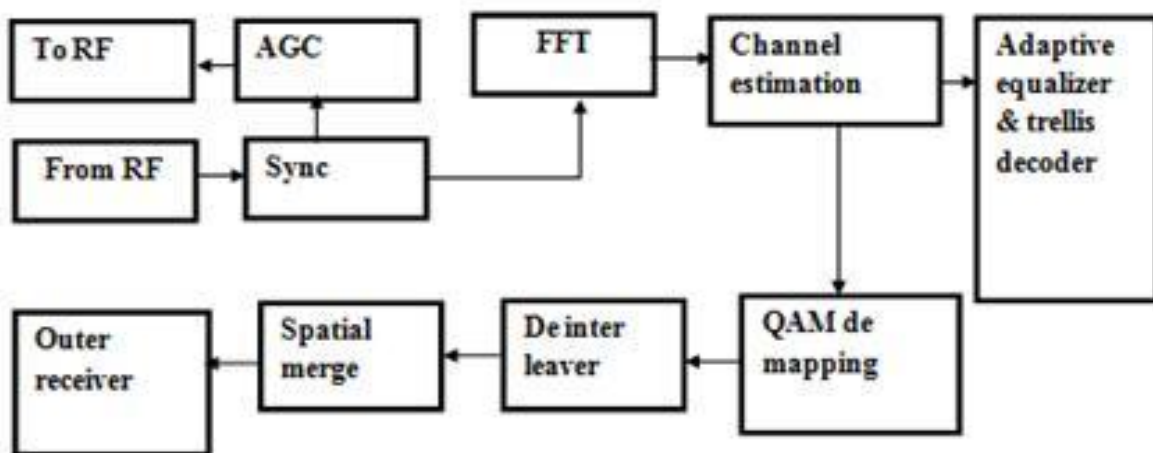 To RF
AGC
FFT
Channel
estimation
Adaptive
equalizer
& trellis
decoder
From RF
Sync
Outer
receiver
Spatial
merge
De inter
leaver
QAM de
mapping